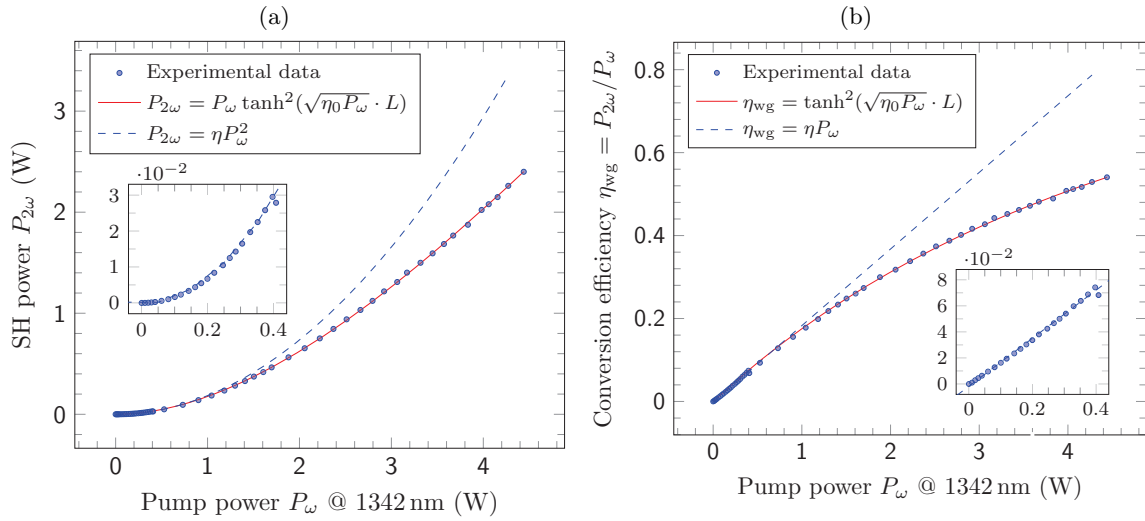 (a)
SH power P_{2ω} (W)
3
2
1
0
Experimental data
P_{2ω} = P_ω tanh²(√(η₀P_ω) · L)
P_{2ω} = ηP_ω²
·10⁻²
3
2
1
0
0 0.2 0.4
0 1 2 3 4
Pump power P_ω @ 1342 nm (W)
(b)
Conversion efficiency η_wg = P_{2ω}/P_ω
0.8
0.6
0.4
0.2
0
Experimental data
η_wg = tanh²(√(η₀P_ω) · L)
η_wg = ηP_ω
·10⁻²
8
6
4
2
0
0 0.2 0.4
0 1 2 3 4
Pump power P_ω @ 1342 nm (W)